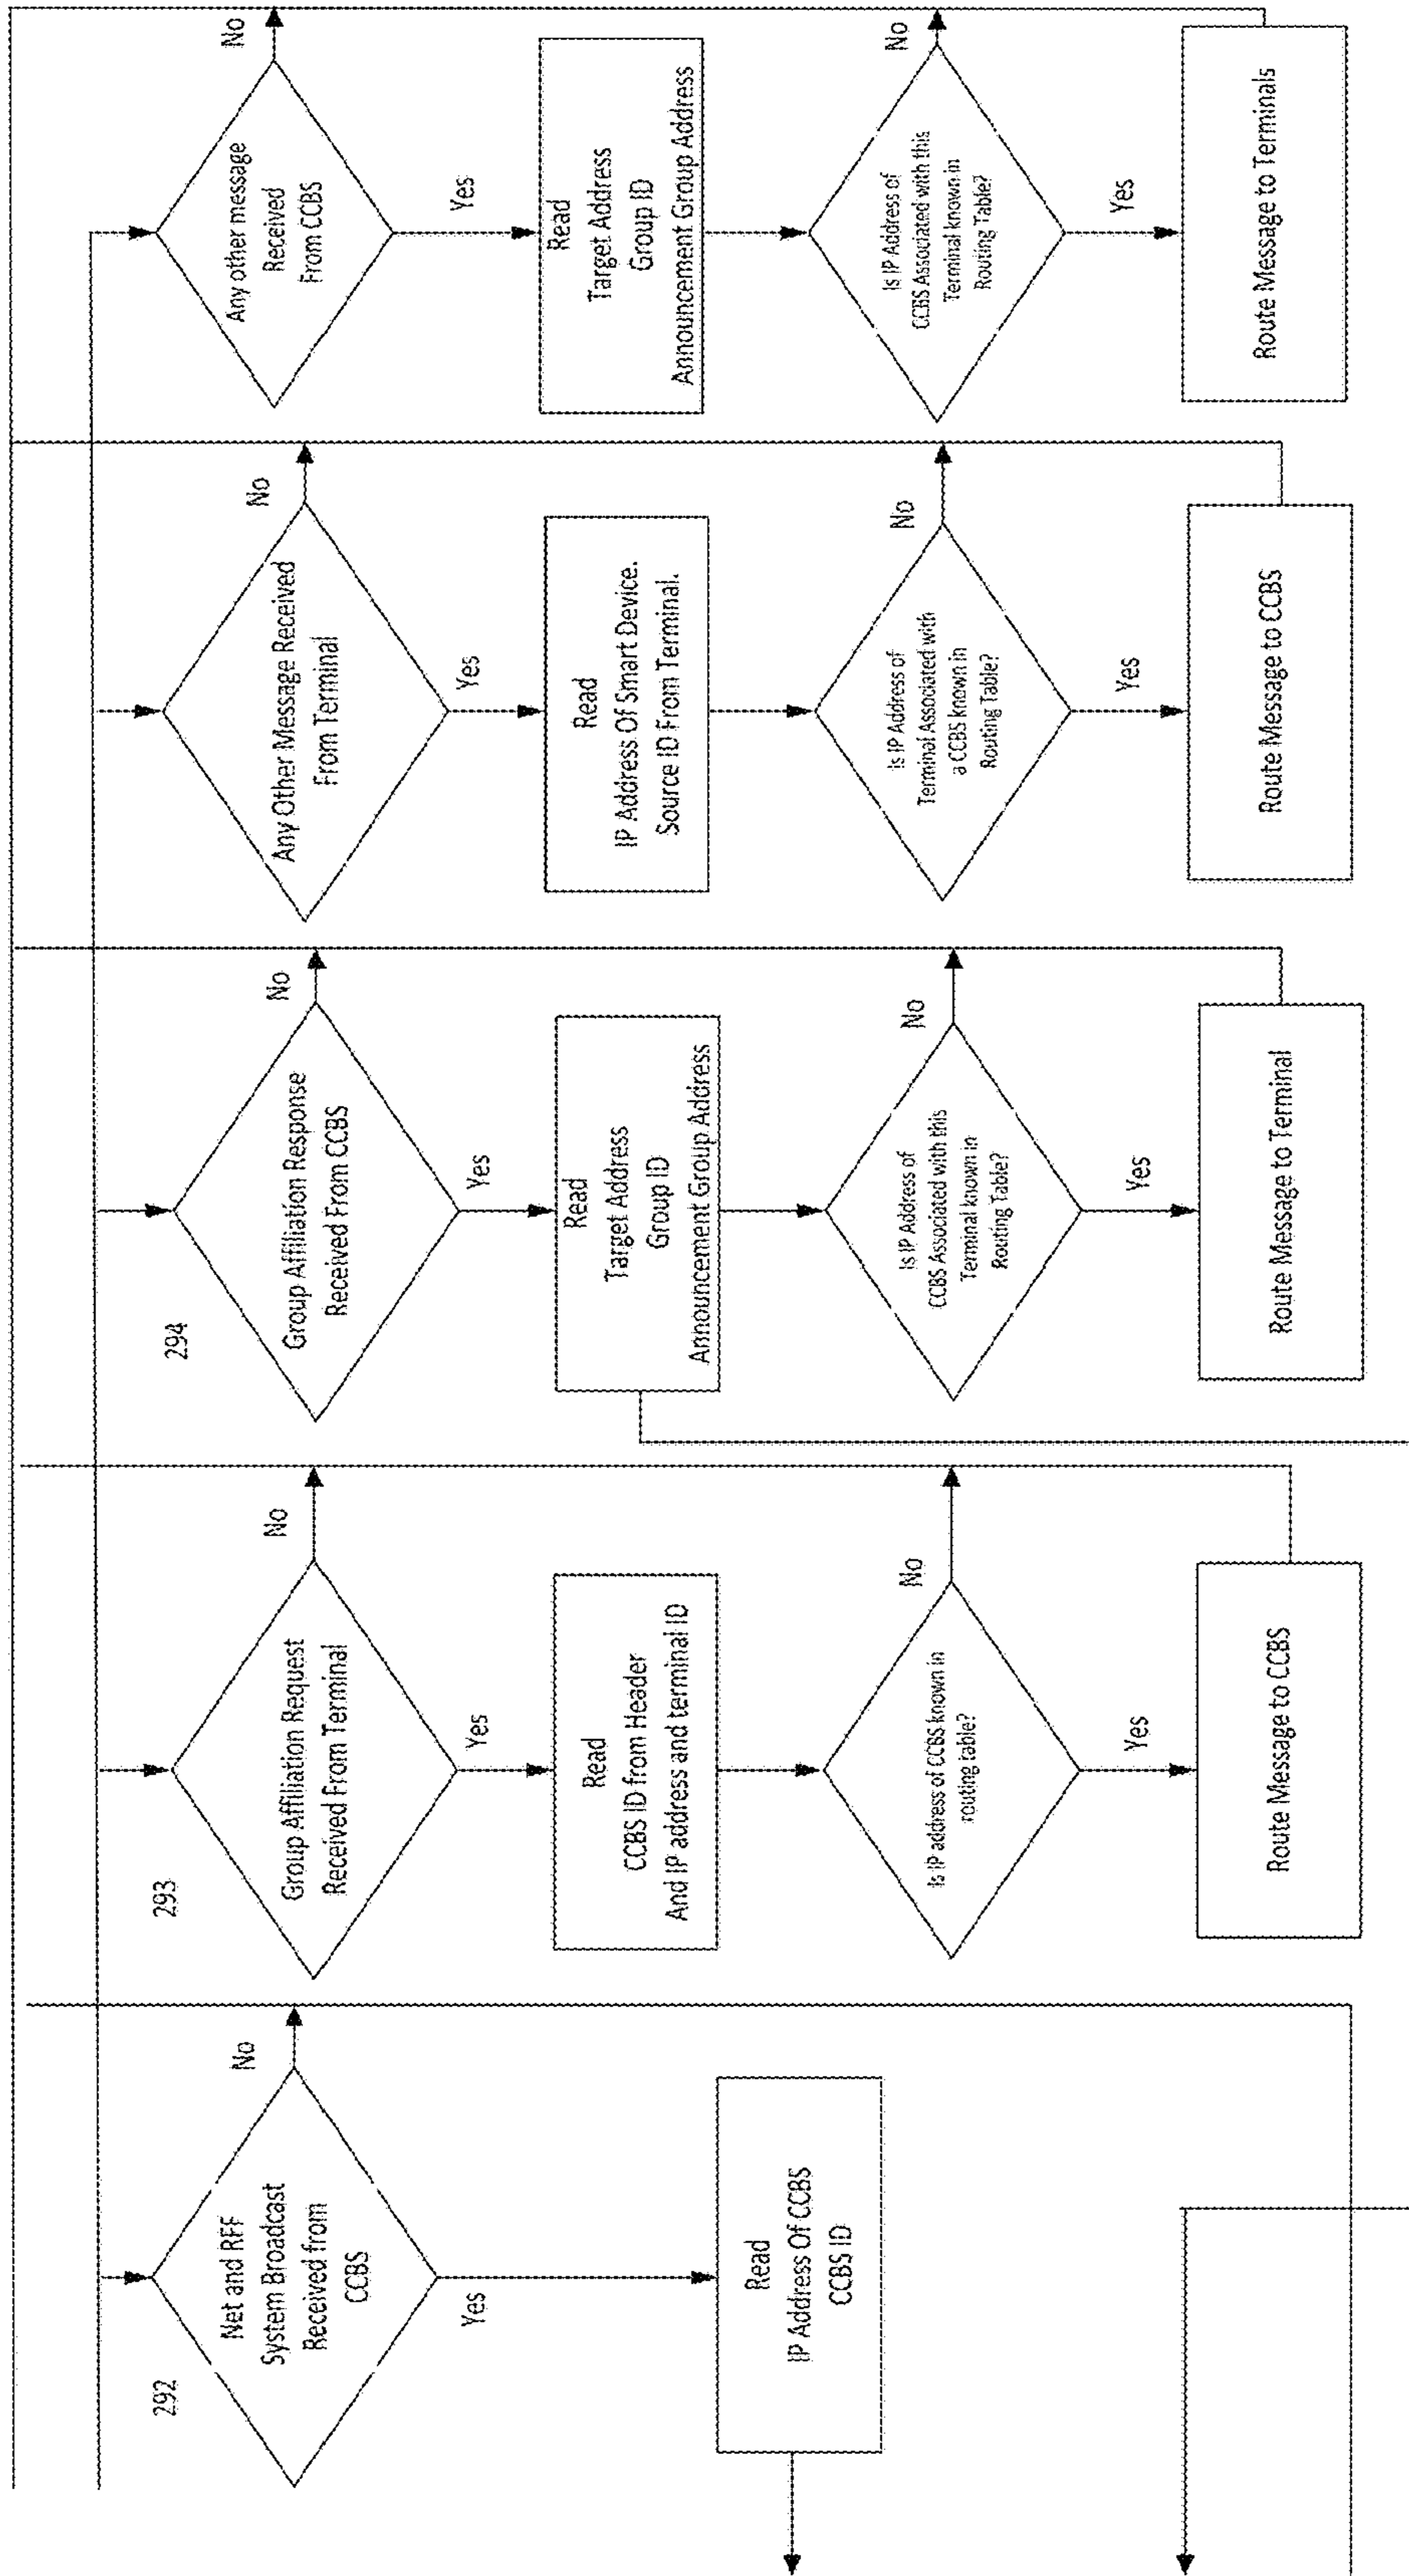 292
Net and RFF
System Broadcast
Received from
CCBS
No
Yes
Read
IP Address Of CCBS
CCBS ID
293
Group Affiliation Request
Received From Terminal
No
Yes
Read
CCBS ID from Header
And IP address and terminal ID
Is IP address of CCBS known in
routing table?
No
Yes
Route Message to CCBS
294
Group Affiliation Response
Received From CCBS
No
Yes
Read
Target Address
Group ID
Announcement Group Address
Is IP Address of
CCBS Associated with this
Terminal known in
Routing Table?
No
Yes
Route Message to Terminal
Any Other Message Received
From Terminal
No
Yes
Read
IP Address Of Smart Device.
Source ID From Terminal.
Is IP Address of
Terminal Associated with
a CCBS known in
Routing Table?
No
Yes
Route Message to CCBS
Any other message
Received
From CCBS
No
Yes
Read
Target Address
Group ID
Announcement Group Address
Is IP Address of
CCBS Associated with this
Terminal known in
Routing Table?
No
Yes
Route Message to Terminals